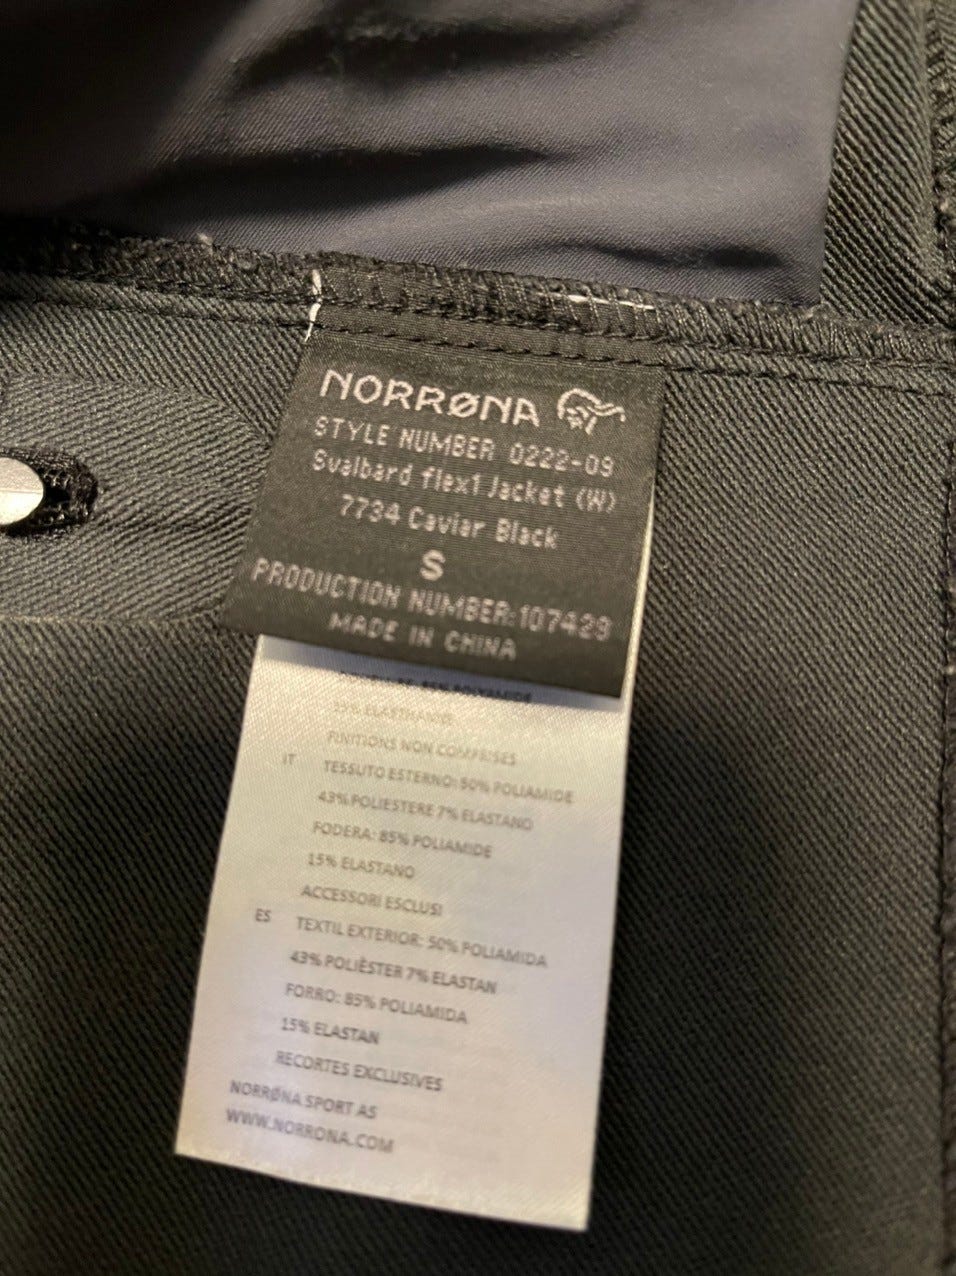 NORRØNA
STYLE NUMBER 0222-09
Svalbard flex1 Jacket (W)
7734 Caviar Black
S
PRODUCTION NUMBER:107429
MADE IN CHINA
85% POLYAMIDE
15% ELASTHANNE
FINITIONS NON COMPRISES
IT TESSUTO ESTERNO: 50% POLIAMIDE
43% POLIESTERE 7% ELASTANO
FODERA: 85% POLIAMIDE
15% ELASTANO
ACCESSORI ESCLUSI
ES TEXTIL EXTERIOR: 50% POLIAMIDA
43% POLIÈSTER 7% ELASTAN
FORRO: 85% POLIAMIDA
15% ELASTAN
RECORTES EXCLUSIVES
NORRØNA SPORT AS
WWW.NORRONA.COM